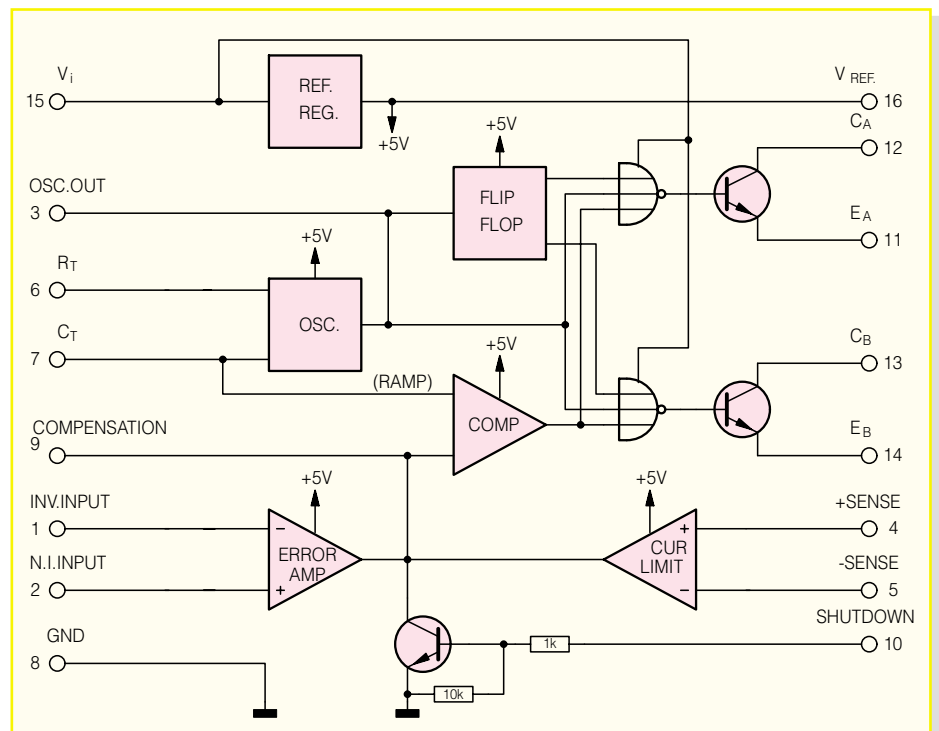 Vi
15
REF.
REG.
+5V
V REF.
16
CA
12
+5V
OSC.OUT
3
FLIP
FLOP
EA
11
+5V
RT
6
OSC.
CT
7
(RAMP)
+5V
COMP
CB
13
COMPENSATION
9
EB
14
INV.INPUT
1
+5V
−
ERROR
AMP
+
N.I.INPUT
2
+5V
+
CUR
LIMIT
−
+SENSE
4
-SENSE
5
SHUTDOWN
10
1k
GND
8
10k